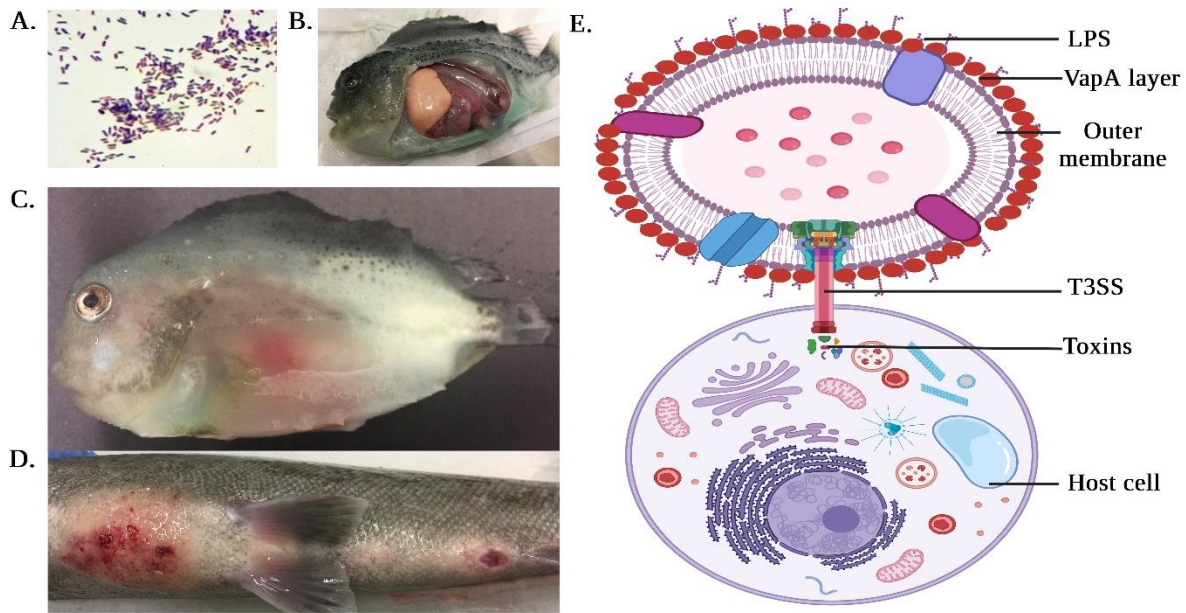 A.
B.
C.
D.
E.
LPS
VapA layer
Outer
membrane
T3SS
Toxins
Host cell